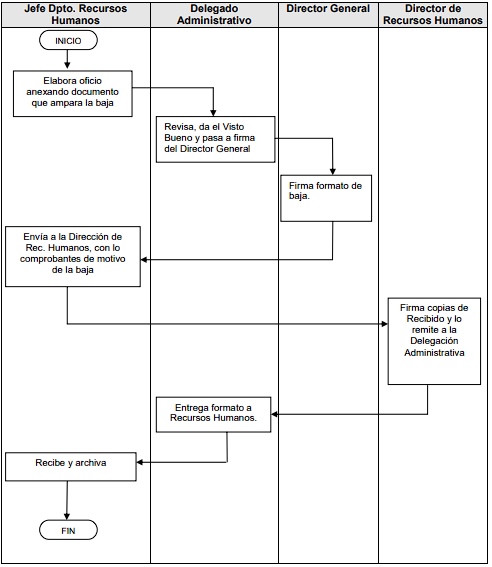 Jefe Dpto. Recursos
Humanos
Delegado
Administrativo
Director General
Director de
Recursos Humanos
INICIO
Elabora oficio
anexando documento
que ampara la baja
Revisa, da el Visto
Bueno y pasa a firma
del Director General
Firma formato de
baja.
Envía a la Dirección de
Rec. Humanos, con lo
comprobantes de motivo
de la baja
Firma copias de
Recibido y lo
remite a la
Delegación
Administrativa
Entrega formato a
Recursos Humanos.
Recibe y archiva
FIN